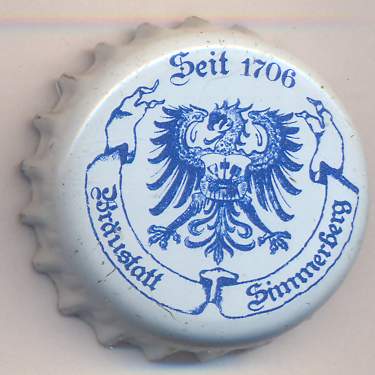 Seit 1706
Bräustatt
Simmerberg